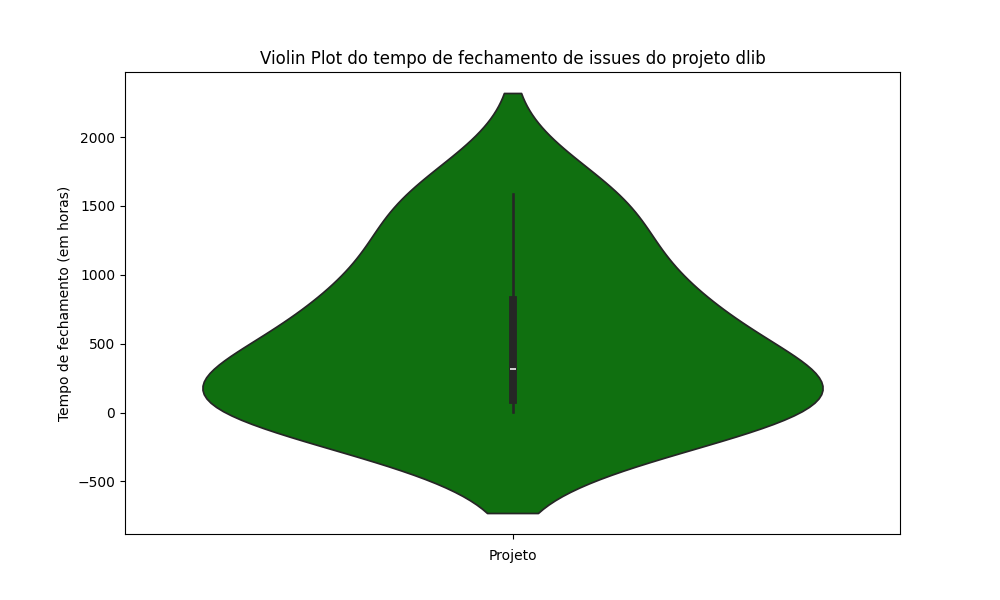 Violin Plot do tempo de fechamento de issues do projeto dlib
Tempo de fechamento (em horas)
2000
1500
1000
500
0
−500
Projeto